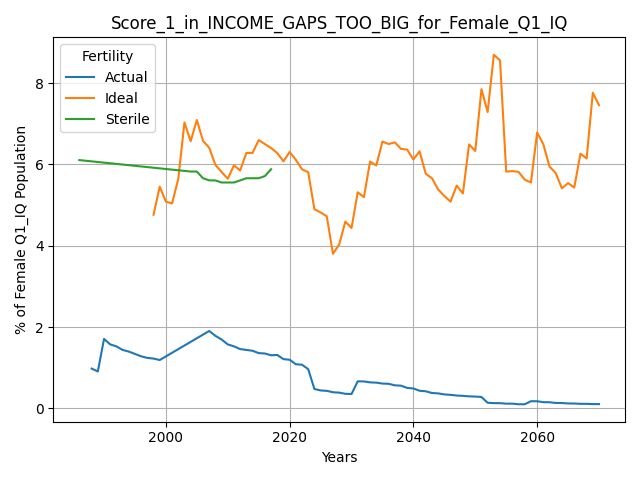 Score_1_in_INCOME_GAPS_TOO_BIG_for_Female_Q1_IQ
Fertility
Actual
Ideal
Sterile
% of Female Q1_IQ Population
8
6
4
2
0
2000
2020
2040
2060
Years